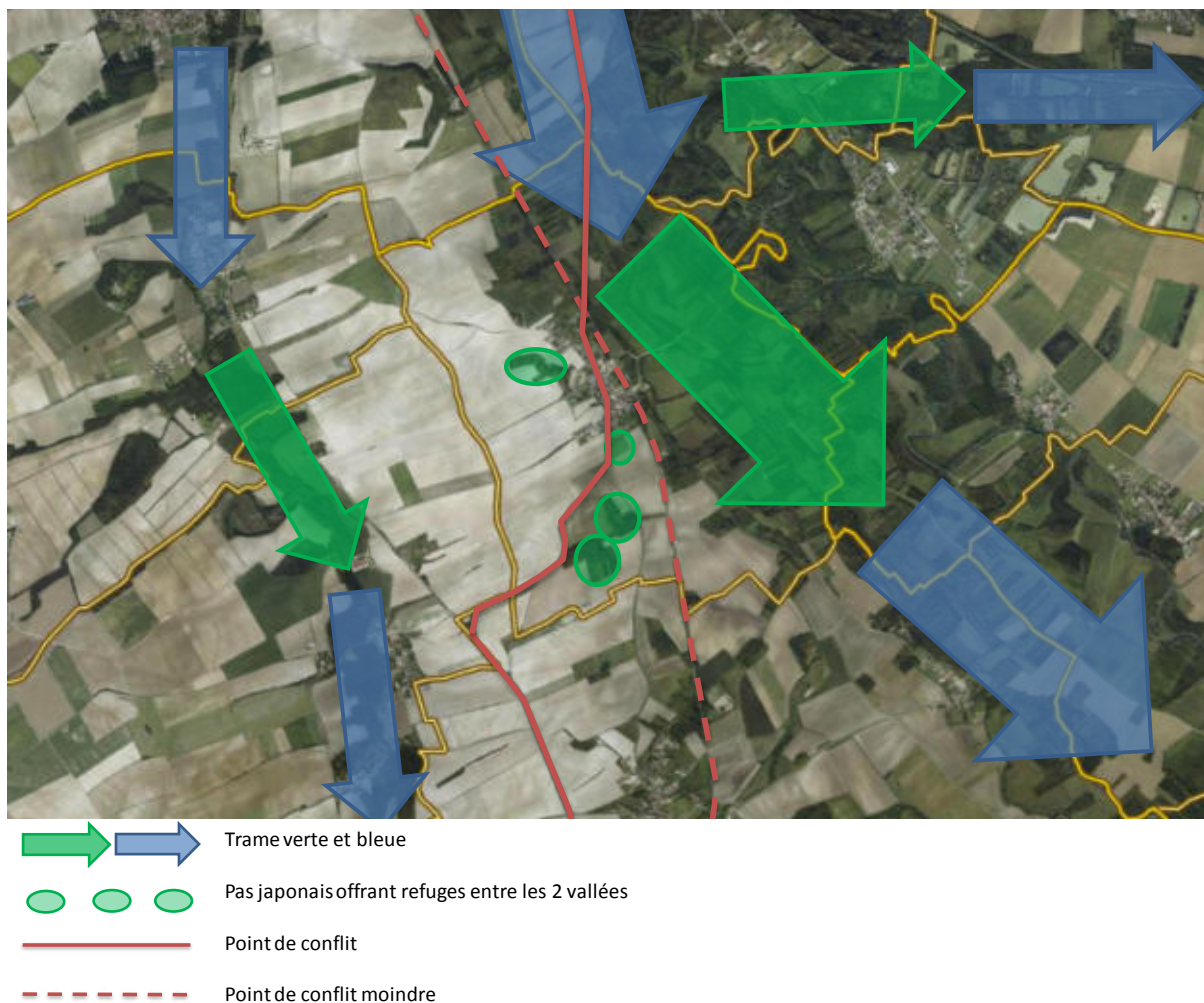 Trame verte et bleue
Pas japonais offrant refuges entre les 2 vallées
Point de conflit
Point de conflit moindre